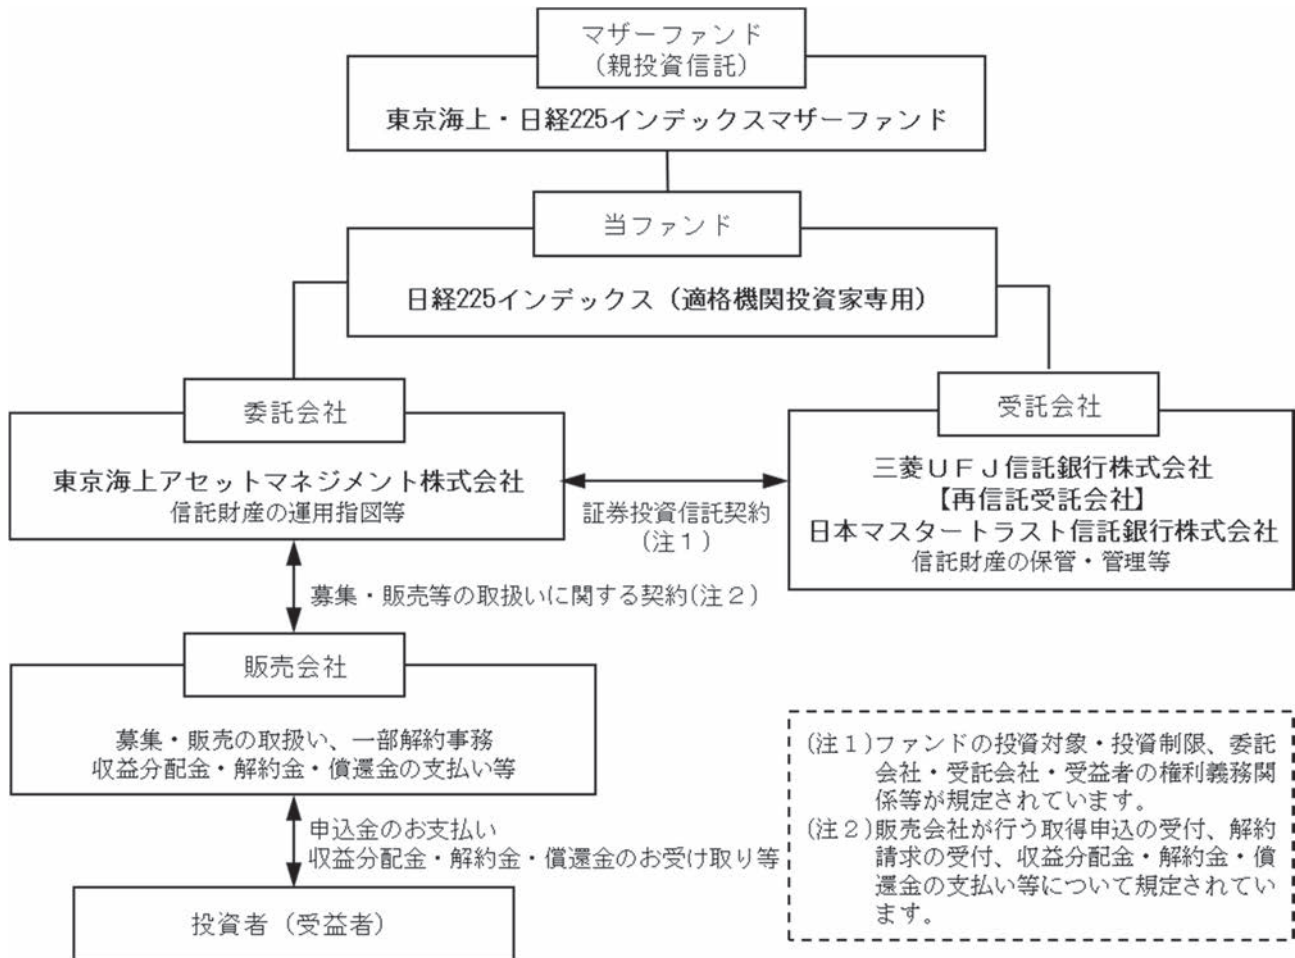 マザーファンド
（親投資信託）
東京海上・日経225インデックスマザーファンド
当ファンド
日経225インデックス（適格機関投資家専用）
委託会社
東京海上アセットマネジメント株式会社
信託財産の運用指図等
証券投資信託契約
(注１)
受託会社
三菱ＵＦＪ信託銀行株式会社
【再信託受託会社】
日本マスタートラスト信託銀行株式会社
信託財産の保管・管理等
募集・販売等の取扱いに関する契約(注２)
販売会社
募集・販売の取扱い、一部解約事務
収益分配金・解約金・償還金の支払い等
申込金のお支払い
収益分配金・解約金・償還金のお受け取り等
投資者（受益者）
(注１)ファンドの投資対象・投資制限、委託
会社・受託会社・受益者の権利義務関
係等が規定されています。
(注２)販売会社が行う取得申込の受付、解約
請求の受付、収益分配金・解約金・償
還金の支払い等について規定されてい
ます。